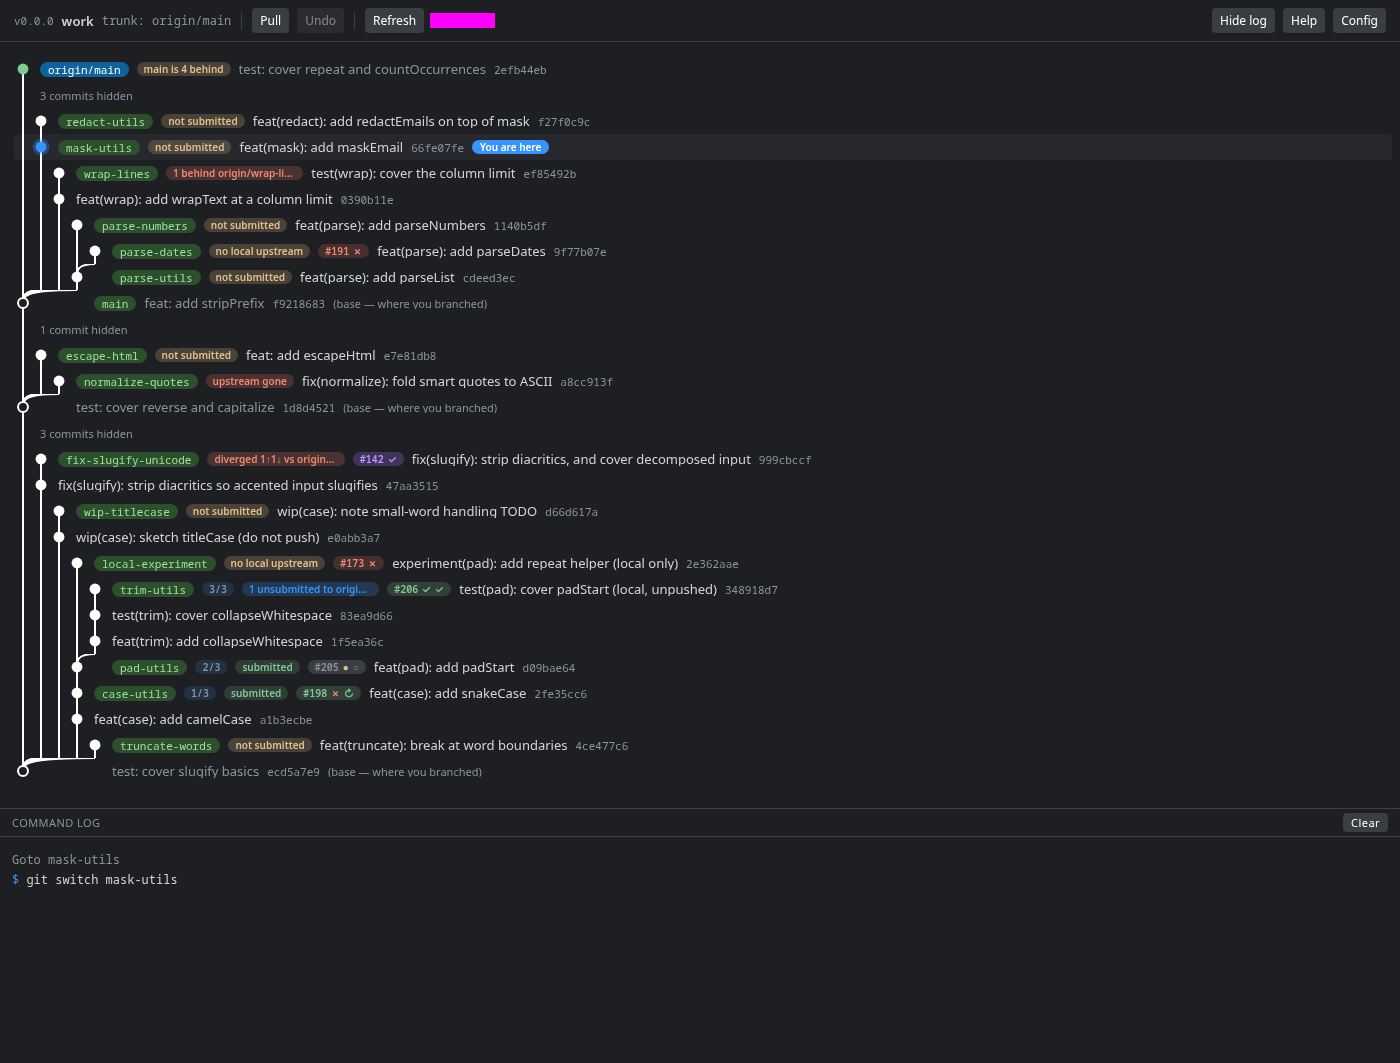 v0.0.0 work trunk: origin/main Pull Undo Refresh Hide log Help Config
origin/main main is 4 behind test: cover repeat and countOccurrences 2efb44eb
3 commits hidden
redact-utils not submitted feat(redact): add redactEmails on top of mask f27f0c9c
mask-utils not submitted feat(mask): add maskEmail 66fe07fe You are here
wrap-lines 1 behind origin/wrap-li... test(wrap): cover the column limit ef85492b
feat(wrap): add wrapText at a column limit 0390b11e
parse-numbers not submitted feat(parse): add parseNumbers 1140b5df
parse-dates no local upstream #191 × feat(parse): add parseDates 9f77b07e
parse-utils not submitted feat(parse): add parseList cdeed3ec
main feat: add stripPrefix f9218683 (base — where you branched)
1 commit hidden
escape-html not submitted feat: add escapeHtml e7e81db8
normalize-quotes upstream gone fix(normalize): fold smart quotes to ASCII a8cc913f
test: cover reverse and capitalize 1d8d4521 (base — where you branched)
3 commits hidden
fix-slugify-unicode diverged 1↑1↓ vs origin... #142 ✓ fix(slugify): strip diacritics, and cover decomposed input 999cbccf
fix(slugify): strip diacritics so accented input slugifies 47aa3515
wip-titlecase not submitted wip(case): note small-word handling TODO d66d617a
wip(case): sketch titleCase (do not push) e0abb3a7
local-experiment no local upstream #173 × experiment(pad): add repeat helper (local only) 2e362aae
trim-utils 3/3 1 unsubmitted to origi... #206 ✓ ✓ test(pad): cover padStart (local, unpushed) 348918d7
test(trim): cover collapseWhitespace 83ea9d66
feat(trim): add collapseWhitespace 1f5ea36c
pad-utils 2/3 submitted #205 ● ○ feat(pad): add padStart d09bae64
case-utils 1/3 submitted #198 × ↻ feat(case): add snakeCase 2fe35cc6
feat(case): add camelCase a1b3ecbe
truncate-words not submitted feat(truncate): break at word boundaries 4ce477c6
test: cover slugify basics ecd5a7e9 (base — where you branched)
COMMAND LOG Clear
Goto mask-utils
$ git switch mask-utils